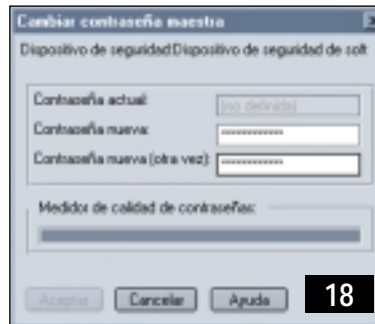 Cambiar contraseña maestra
Dispositivo de seguridad:Dispositivo de seguridad de soft
Contraseña actual: (no definida)
Contraseña nueva: ************
Contraseña nueva (otra vez): ************
Medidor de calidad de contraseñas:
Aceptar Cancelar Ayuda 18